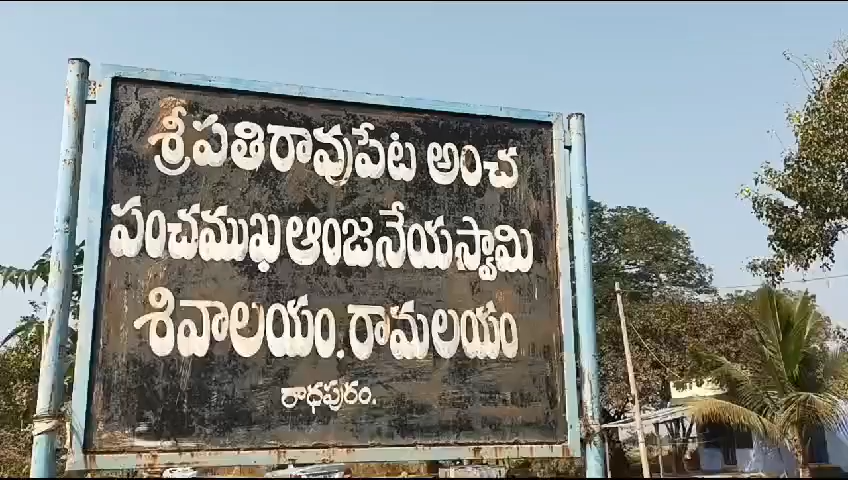 శ్రీపతిరావుపేట అంచ
పంచముఖ ఆంజనేయస్వామి
శివాలయం, రామలయం
రాధపురం.